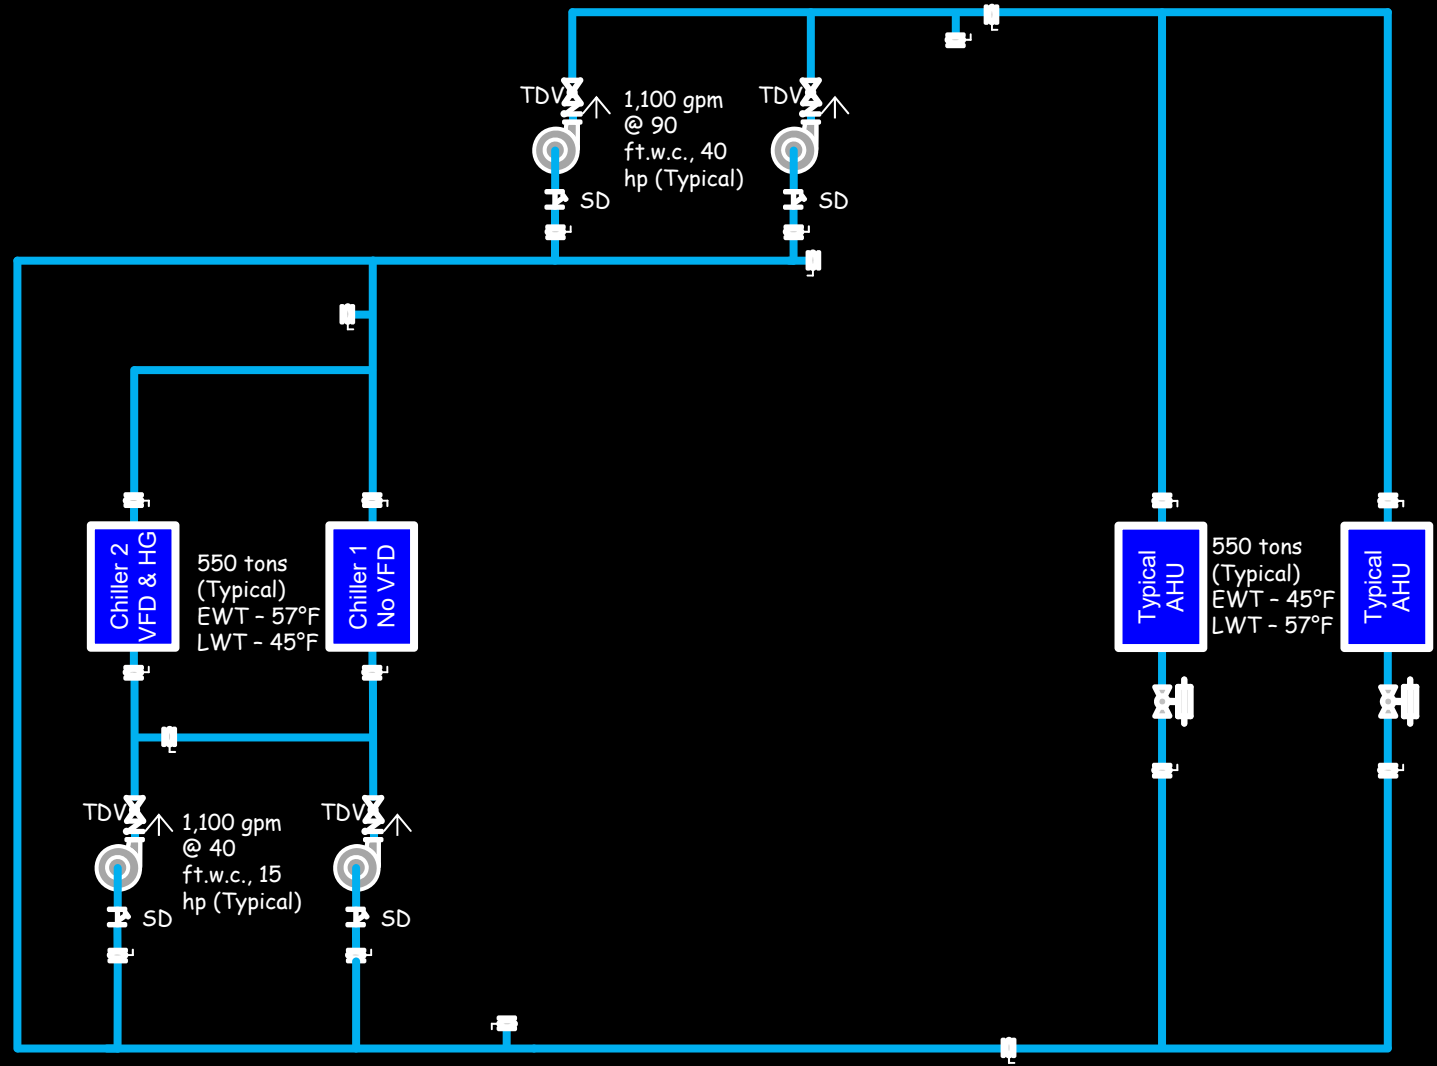 TDV
1,100 gpm
@ 90
ft.w.c., 40
hp (Typical)
TDV
SD
SD
Chiller 2
VFD & HG
550 tons
(Typical)
EWT - 57°F
LWT - 45°F
Chiller 1
No VFD
Typical
AHU
550 tons
(Typical)
EWT - 45°F
LWT - 57°F
Typical
AHU
TDV
1,100 gpm
@ 40
ft.w.c., 15
hp (Typical)
TDV
SD
SD